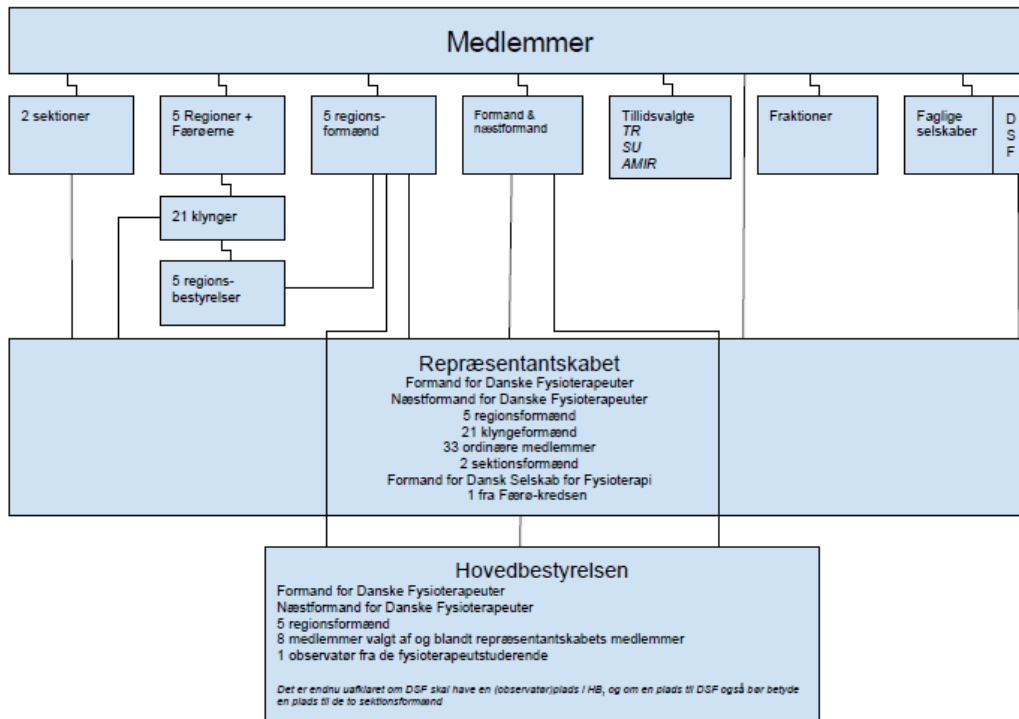 Medlemmer
2 sektioner
5 Regioner +
Færøerne
5 regions-
formænd
Formand &
næstformand
Tillidsvalgte
TR
SU
AMIR
Fraktioner
Faglige
selskaber
D
S
F
21 klynger
5 regions-
bestyrelser
Repræsentantskabet
Formand for Danske Fysioterapeuter
Næstformand for Danske Fysioterapeuter
5 regionsformænd
21 klyngeformænd
33 ordinære medlemmer
2 sektionsformænd
Formand for Dansk Selskab for Fysioterapi
1 fra Færø-kredsen
Hovedbestyrelsen
Formand for Danske Fysioterapeuter
Næstformand for Danske Fysioterapeuter
5 regionsformænd
8 medlemmer valgt af og blandt repræsentantskabets medlemmer
1 observatør fra de fysioterapeutstuderende
Det er endnu uafklaret om DSF skal have en (observatør)plads i HB, og om en plads til DSF også bør betyde
en plads til de to sektionsformænd